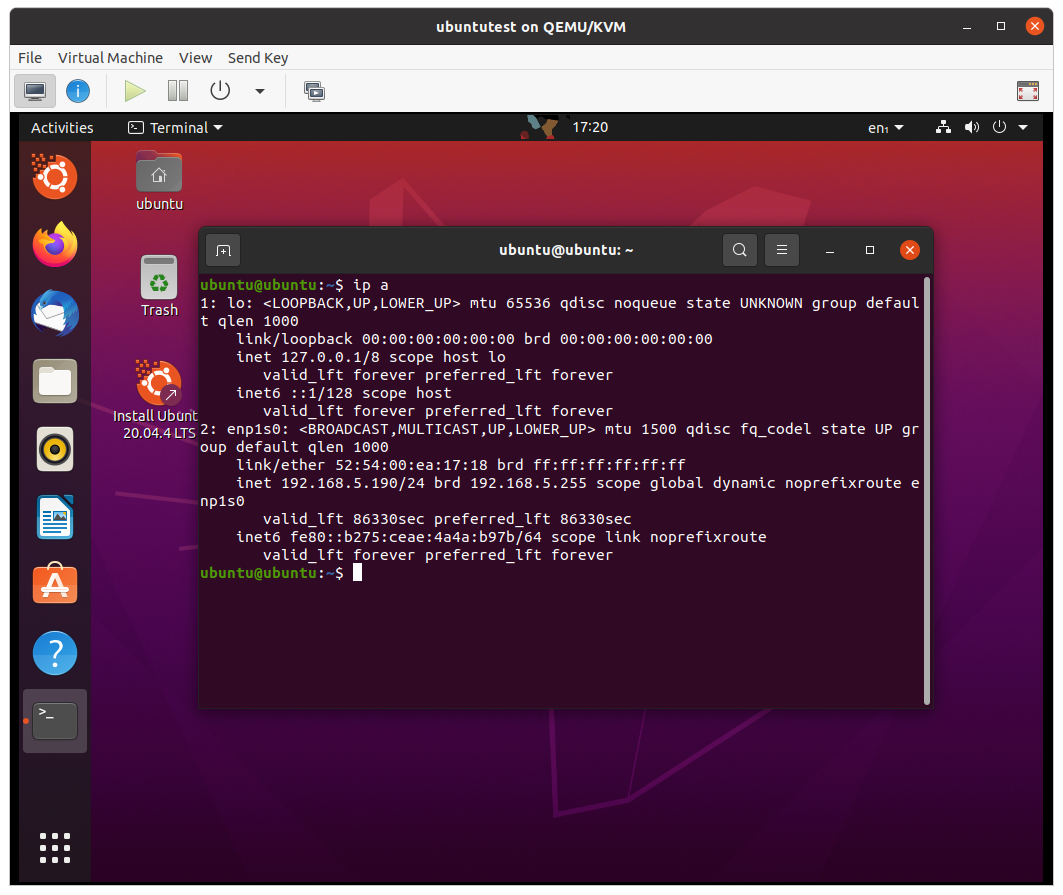 ubuntutest on QEMU/KVM
File Virtual Machine View Send Key
Activities Terminal 17:20 en₁
ubuntu
Trash
Install Ubunt
20.04.4 LTS
ubuntu@ubuntu: ~
ubuntu@ubuntu:~$ ip a
1: lo: <LOOPBACK,UP,LOWER_UP> mtu 65536 qdisc noqueue state UNKNOWN group defaul
t qlen 1000
    link/loopback 00:00:00:00:00:00 brd 00:00:00:00:00:00
    inet 127.0.0.1/8 scope host lo
       valid_lft forever preferred_lft forever
    inet6 ::1/128 scope host
       valid_lft forever preferred_lft forever
2: enp1s0: <BROADCAST,MULTICAST,UP,LOWER_UP> mtu 1500 qdisc fq_codel state UP gr
oup default qlen 1000
    link/ether 52:54:00:ea:17:18 brd ff:ff:ff:ff:ff:ff
    inet 192.168.5.190/24 brd 192.168.5.255 scope global dynamic noprefixroute e
np1s0
       valid_lft 86330sec preferred_lft 86330sec
    inet6 fe80::b275:ceae:4a4a:b97b/64 scope link noprefixroute
       valid_lft forever preferred_lft forever
ubuntu@ubuntu:~$